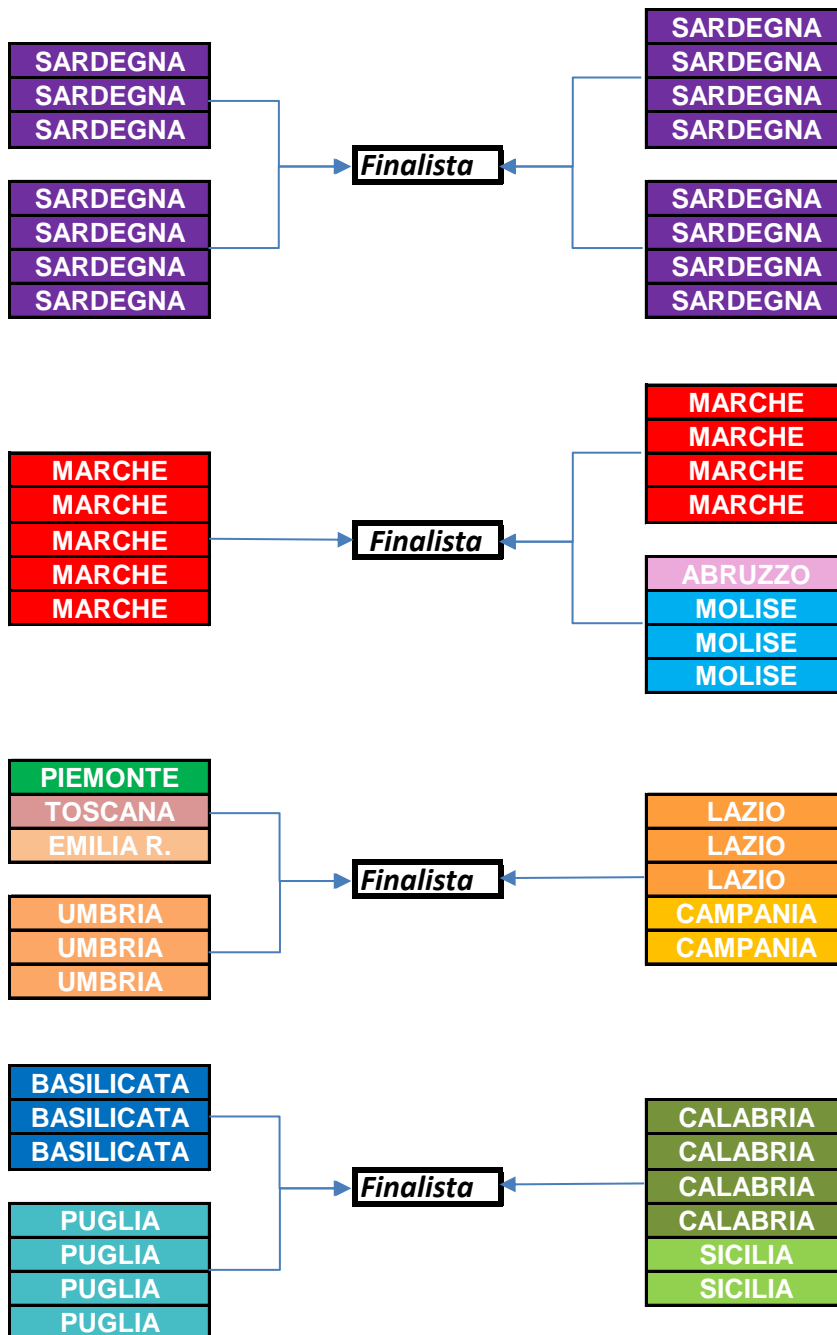 SARDEGNA
SARDEGNA
SARDEGNA
SARDEGNA
SARDEGNA
SARDEGNA
SARDEGNA
SARDEGNA
SARDEGNA
SARDEGNA
SARDEGNA
Finalista
SARDEGNA
SARDEGNA
SARDEGNA
SARDEGNA
MARCHE
MARCHE
MARCHE
MARCHE
MARCHE
Finalista
MARCHE
MARCHE
MARCHE
MARCHE
ABRUZZO
MOLISE
MOLISE
MOLISE
PIEMONTE
TOSCANA
EMILIA R.
UMBRIA
UMBRIA
UMBRIA
Finalista
LAZIO
LAZIO
LAZIO
CAMPANIA
CAMPANIA
BASILICATA
BASILICATA
BASILICATA
PUGLIA
PUGLIA
PUGLIA
PUGLIA
Finalista
CALABRIA
CALABRIA
CALABRIA
CALABRIA
SICILIA
SICILIA